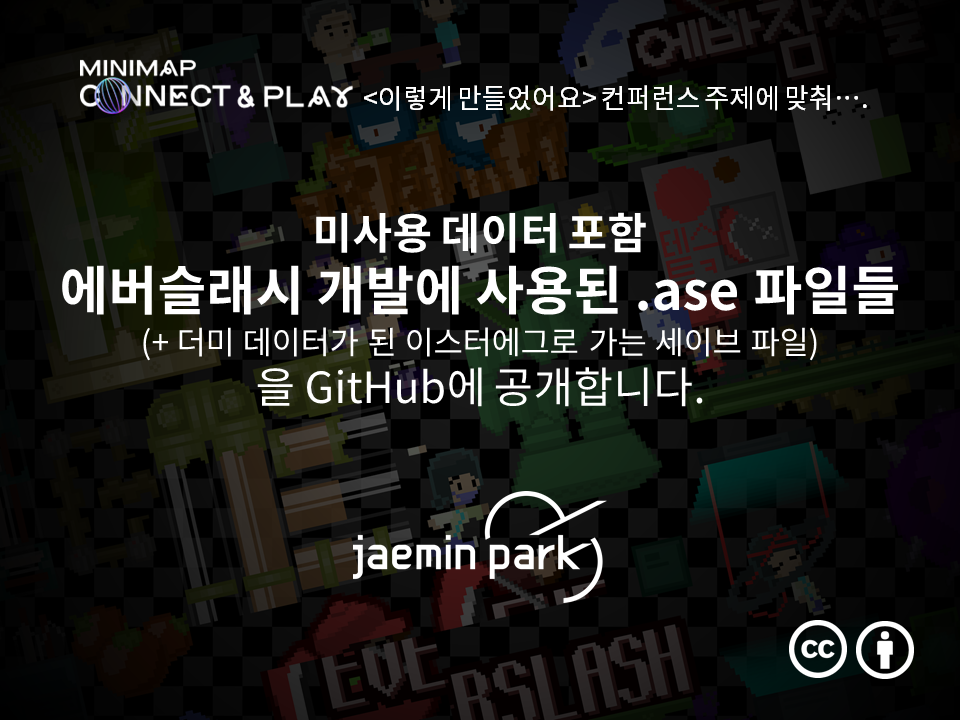 MINIMAP
CONNECT & PLAY <이렇게 만들었어요> 컨퍼런스 주제에 맞춰….
미사용 데이터 포함
에버슬래시 개발에 사용된 .ase 파일들
(+ 더미 데이터가 된 이스터에그로 가는 세이브 파일)
을 GitHub에 공개합니다.
jaemin park
cc